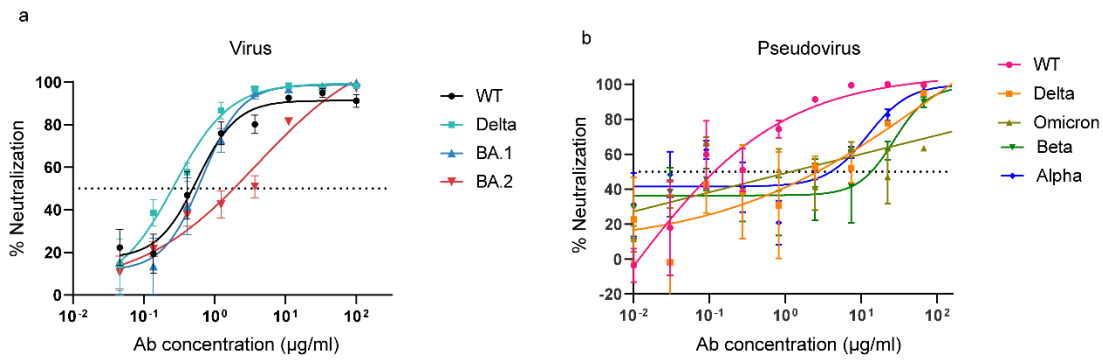 a
Virus
% Neutralization
100
80
60
40
20
0
10-2
10-1
100
101
102
Ab concentration (µg/ml)
WT
Delta
BA.1
BA.2
b
Pseudovirus
% Neutralization
100
80
60
40
20
0
-20
10-2
10-1
100
101
102
Ab concentration (µg/ml)
WT
Delta
Omicron
Beta
Alpha